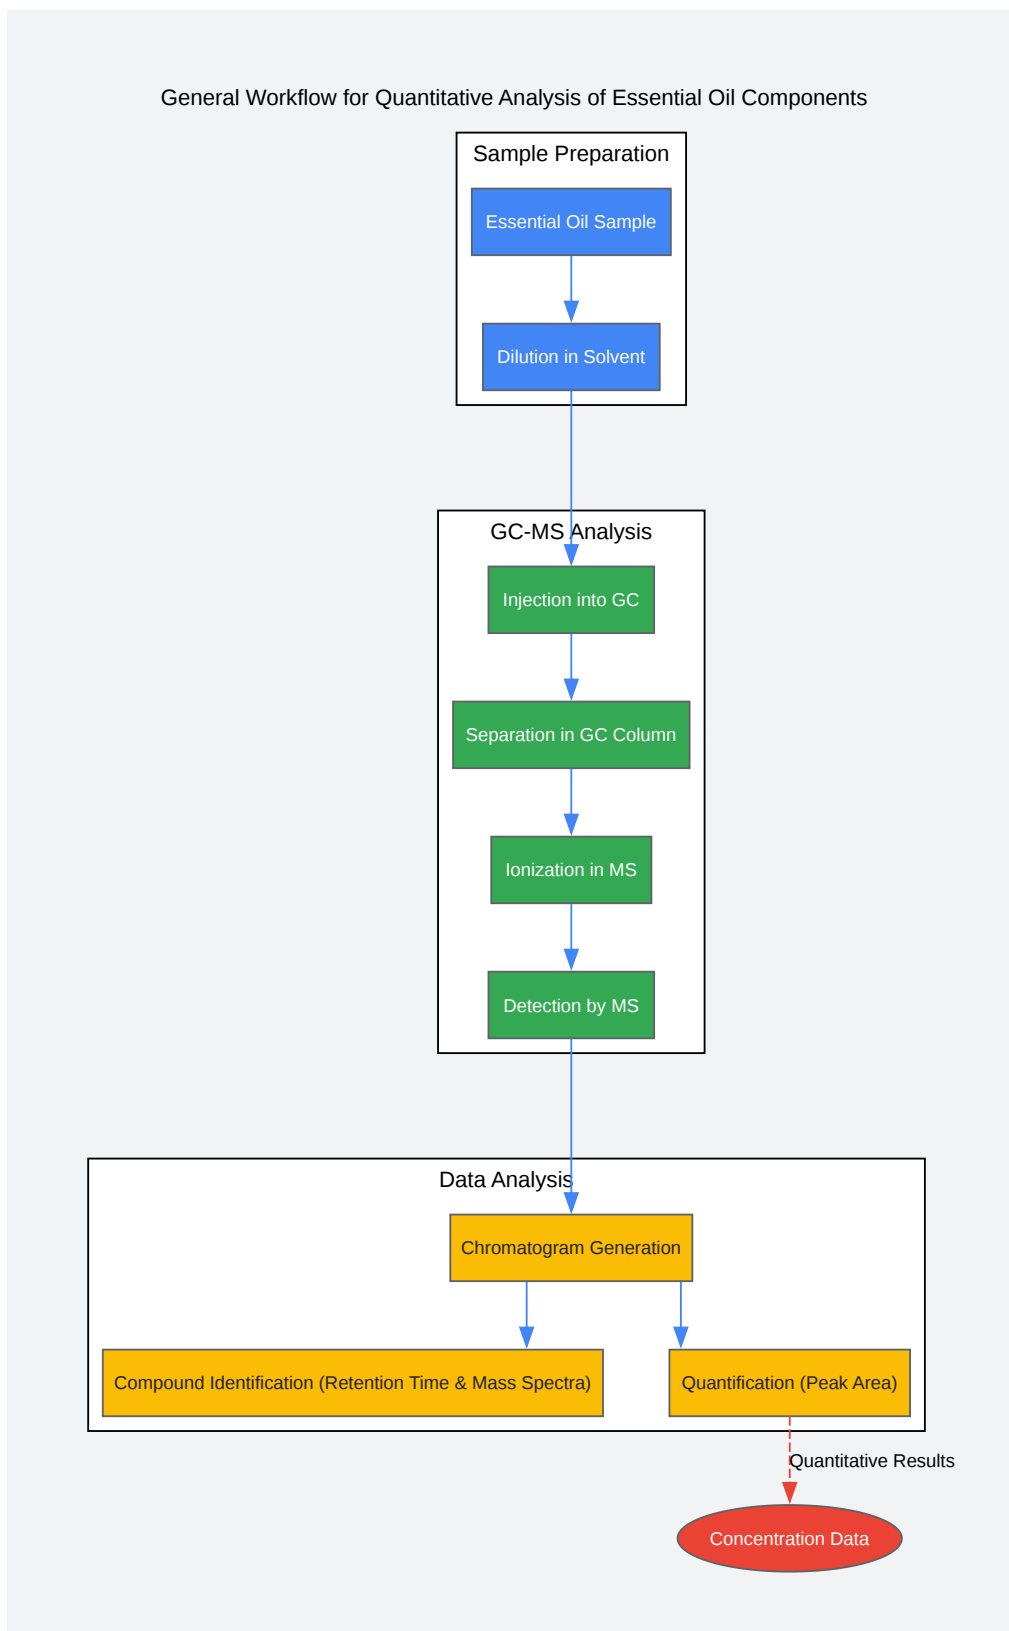 General Workflow for Quantitative Analysis of Essential Oil Components
Sample Preparation
Essential Oil Sample
Dilution in Solvent
GC-MS Analysis
Injection into GC
Separation in GC Column
Ionization in MS
Detection by MS
Data Analysis
Chromatogram Generation
Compound Identification (Retention Time & Mass Spectra)
Quantification (Peak Area)
Quantitative Results
Concentration Data